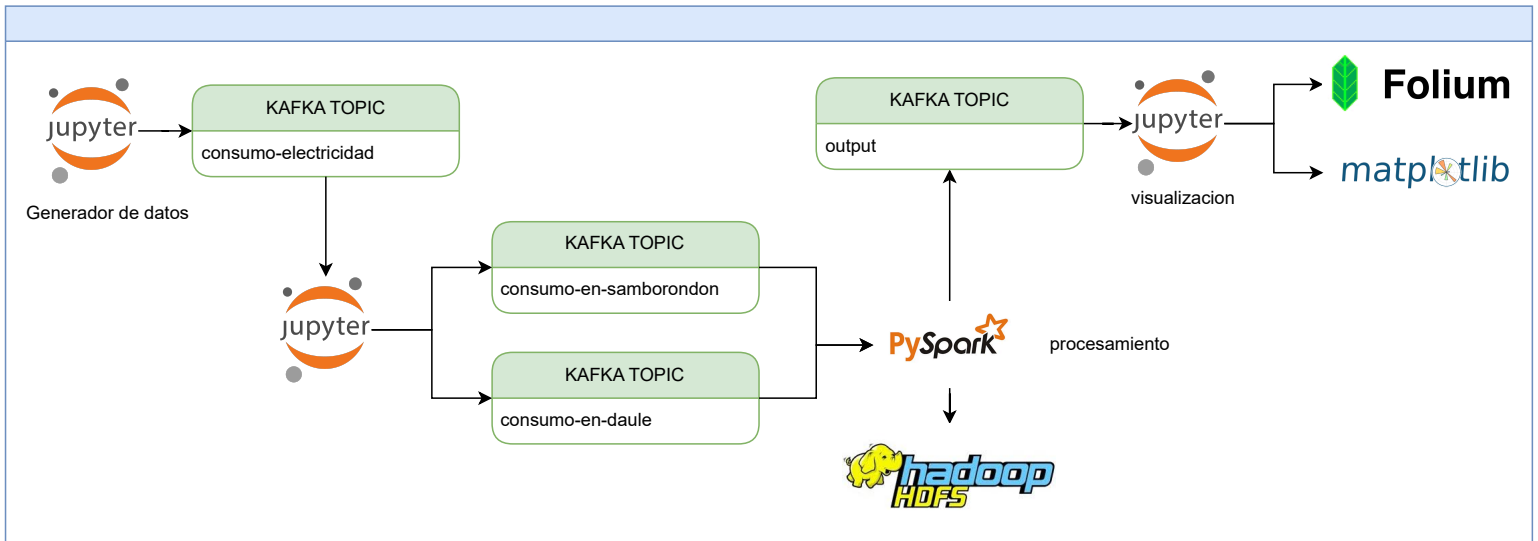 jupyter
Generador de datos
KAFKA TOPIC
consumo-electricidad
jupyter
KAFKA TOPIC
consumo-en-samborondon
KAFKA TOPIC
consumo-en-daule
PySpark
procesamiento
hadoop
HDFS
KAFKA TOPIC
output
jupyter
visualizacion
Folium
matplotlib